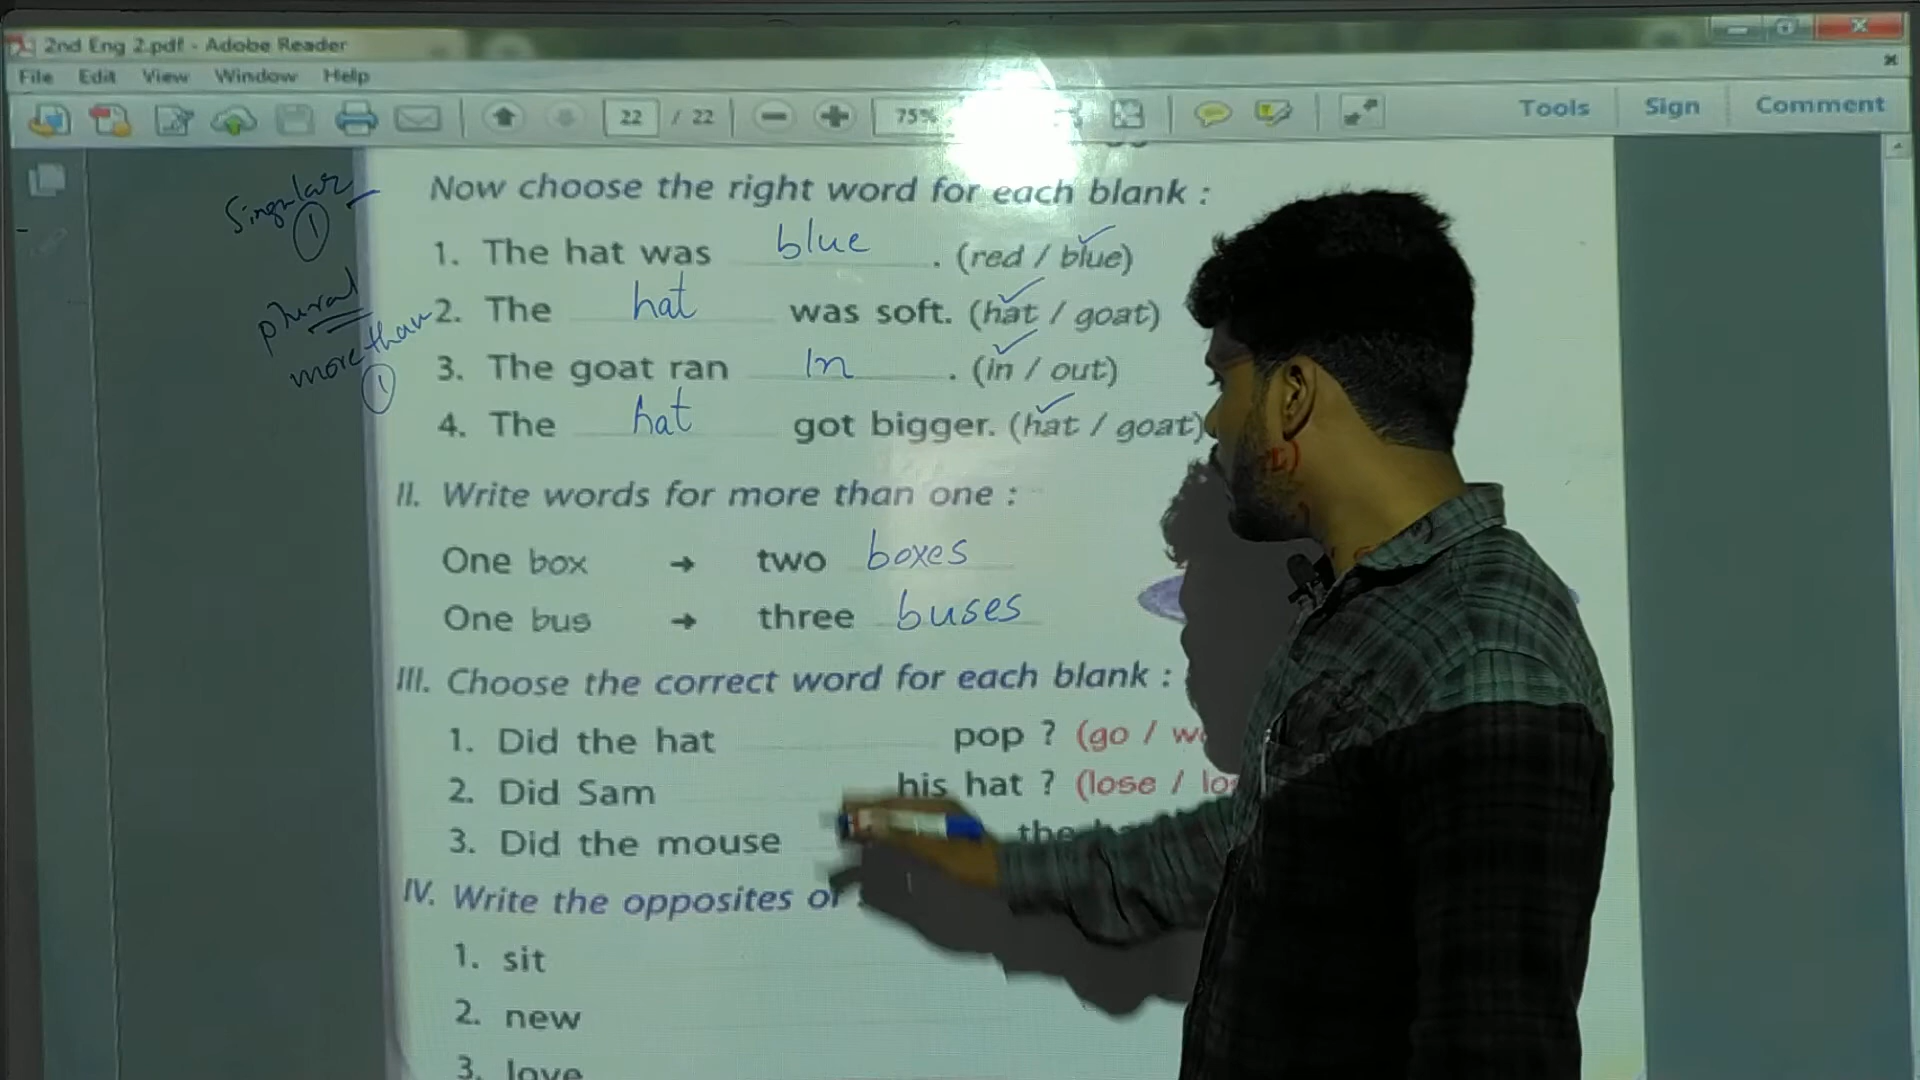 2nd Eng 2.pdf - Adobe Reader
File Edit View Window Help
22 / 22 75% Tools Sign Comment
Singular
1
plural
more than
1
Now choose the right word for each blank :
1. The hat was blue . (red / blue)
2. The hat was soft. (hat / goat)
3. The goat ran In . (in / out)
4. The hat got bigger. (hat / goat)
II. Write words for more than one :
One box → two boxes
One bus → three buses
III. Choose the correct word for each blank :
1. Did the hat pop ? (go /
2. Did Sam his hat ? (lose /
3. Did the mouse the
IV. Write the opposites
1. sit
2. new
3. love